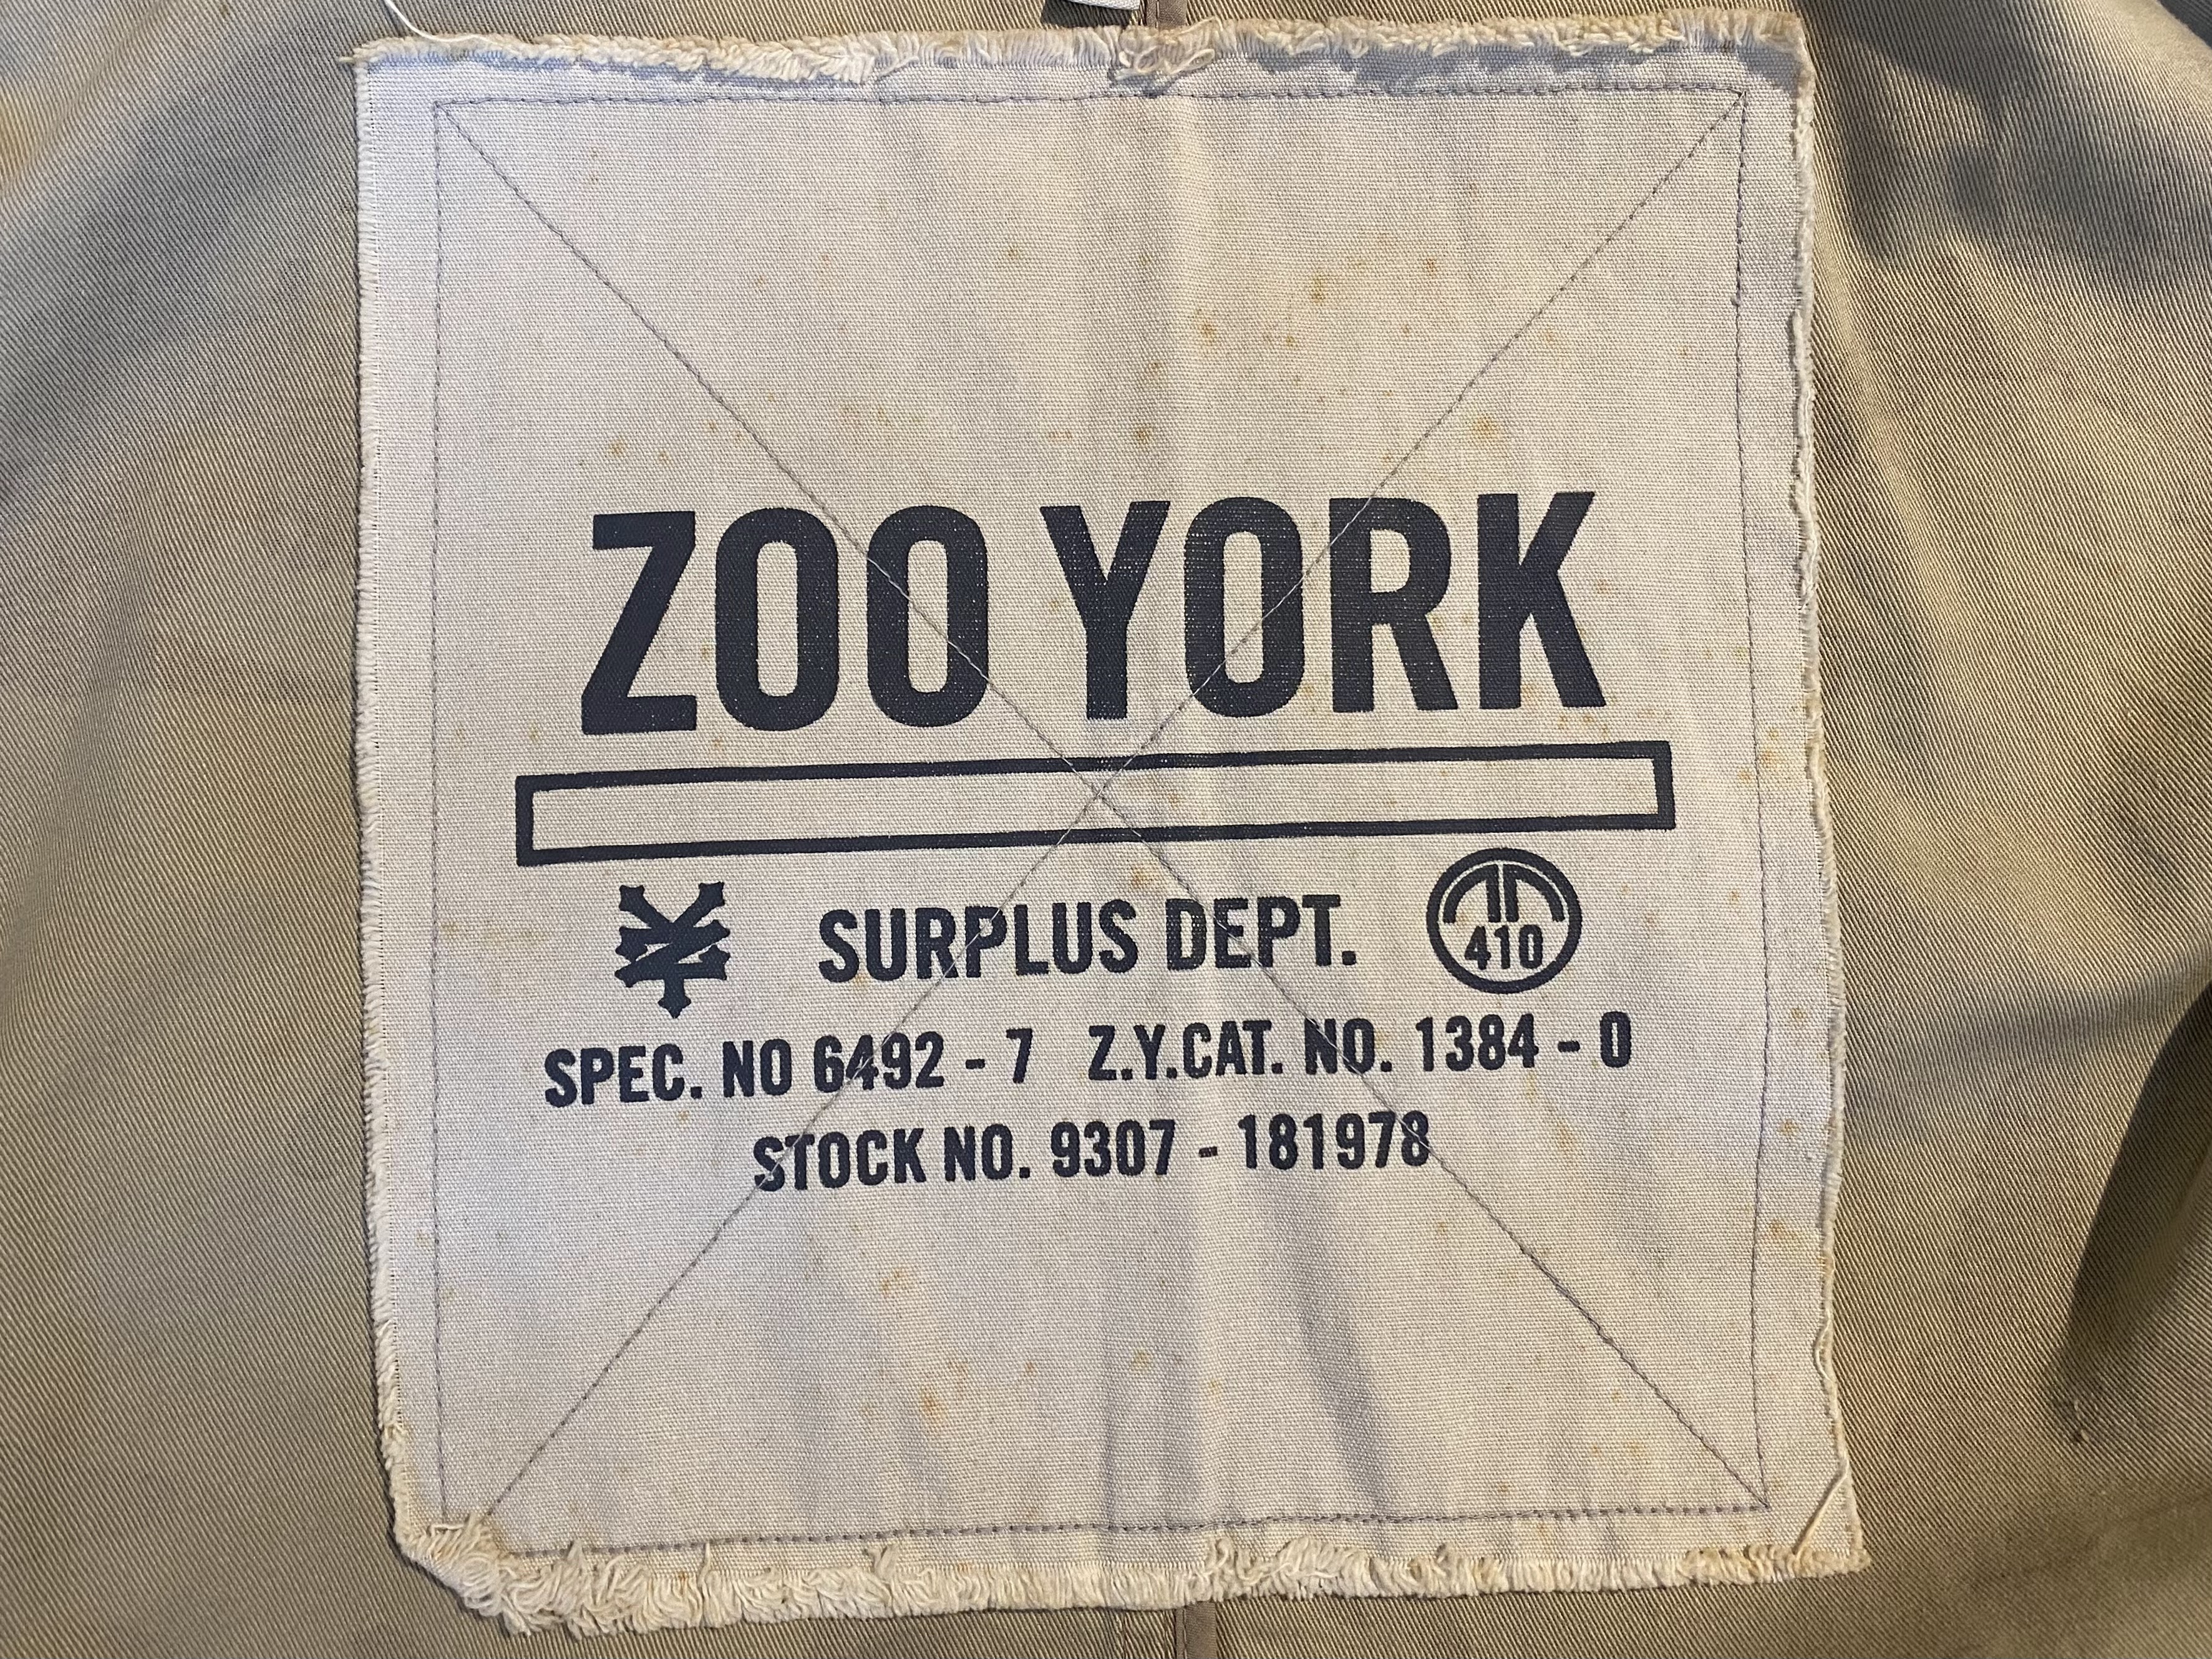 ZOO YORK
SURPLUS DEPT. 410
SPEC. NO 6492 - 7 Z.Y.CAT. NO. 1384 - 0
STOCK NO. 9307 - 181978